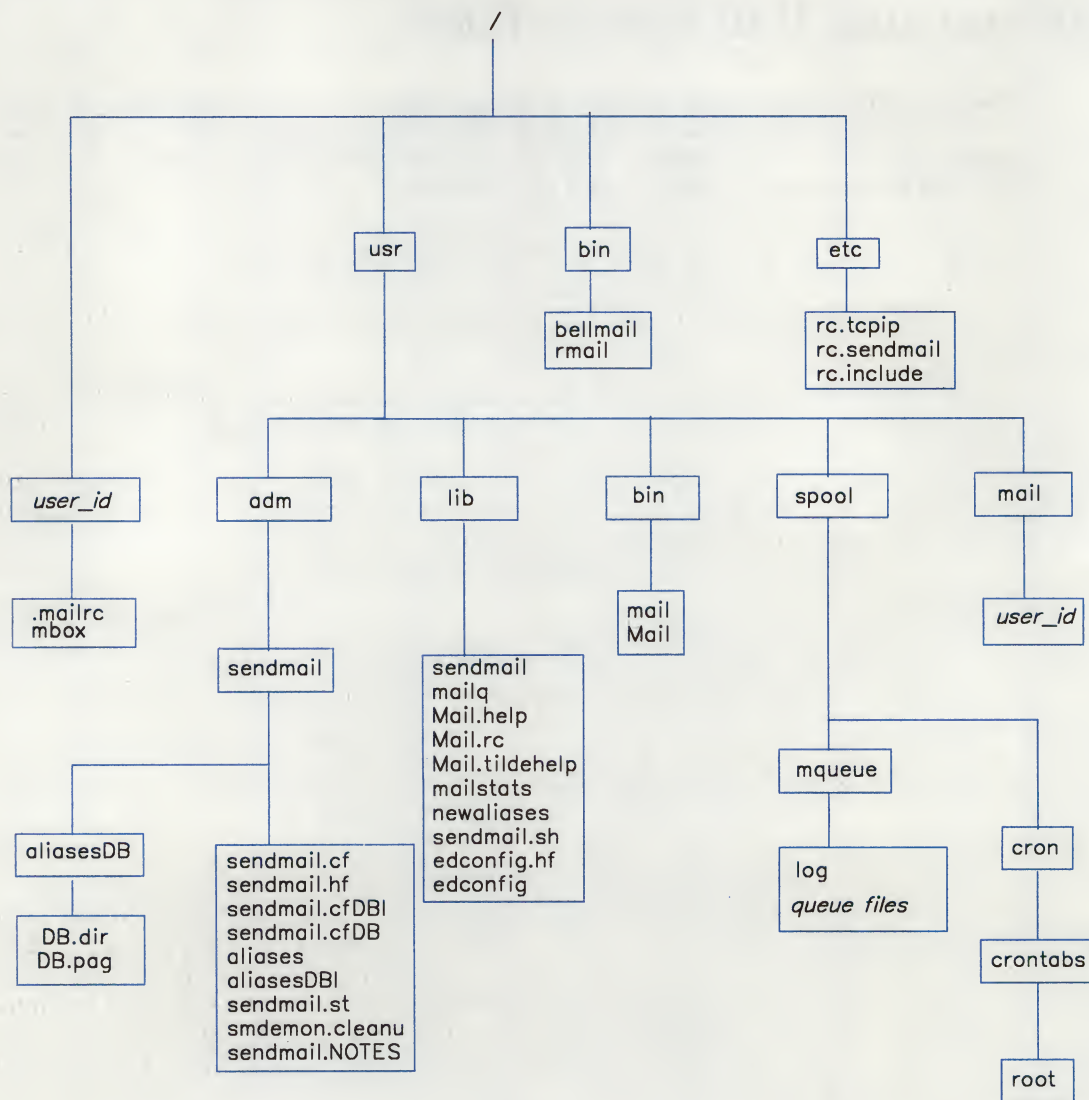 /
usr
bin
etc
bellmail
rmail
rc.tcpip
rc.sendmail
rc.include
user_id
adm
lib
bin
spool
mail
.mailrc
mbox
mail
Mail
user_id
sendmail
sendmail
mailq
Mail.help
Mail.rc
Mail.tildehelp
mailstats
newaliases
sendmail.sh
edconfig.hf
edconfig
mqueue
aliasesDB
sendmail.cf
sendmail.hf
sendmail.cfDBl
sendmail.cfDB
aliases
aliasesDBl
sendmail.st
smdemon.cleanu
sendmail.NOTES
log
queue files
cron
DB.dir
DB.pag
crontabs
root